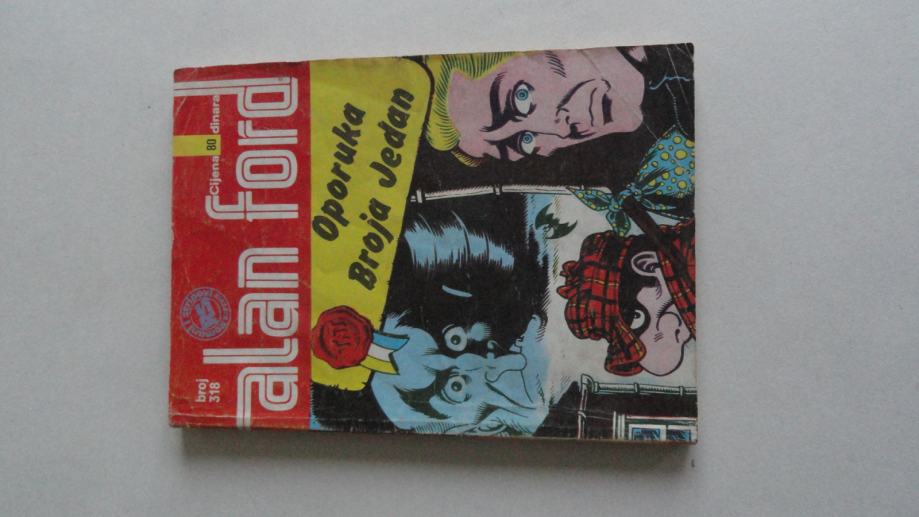 broj
318
Cijena 80 dinara
alan ford
Oporuka
Broja Jedan